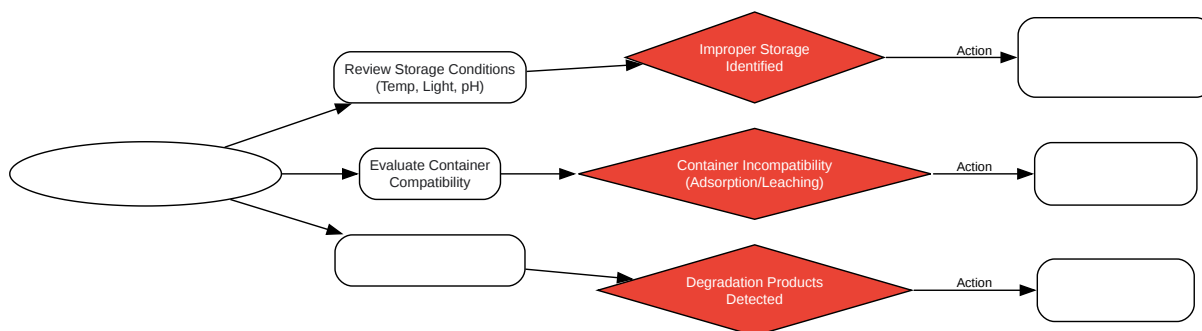 Review Storage Conditions
(Temp, Light, pH)
Improper Storage
Identified
Action
Evaluate Container
Compatibility
Container Incompatibility
(Adsorption/Leaching)
Action
Degradation Products
Detected
Action